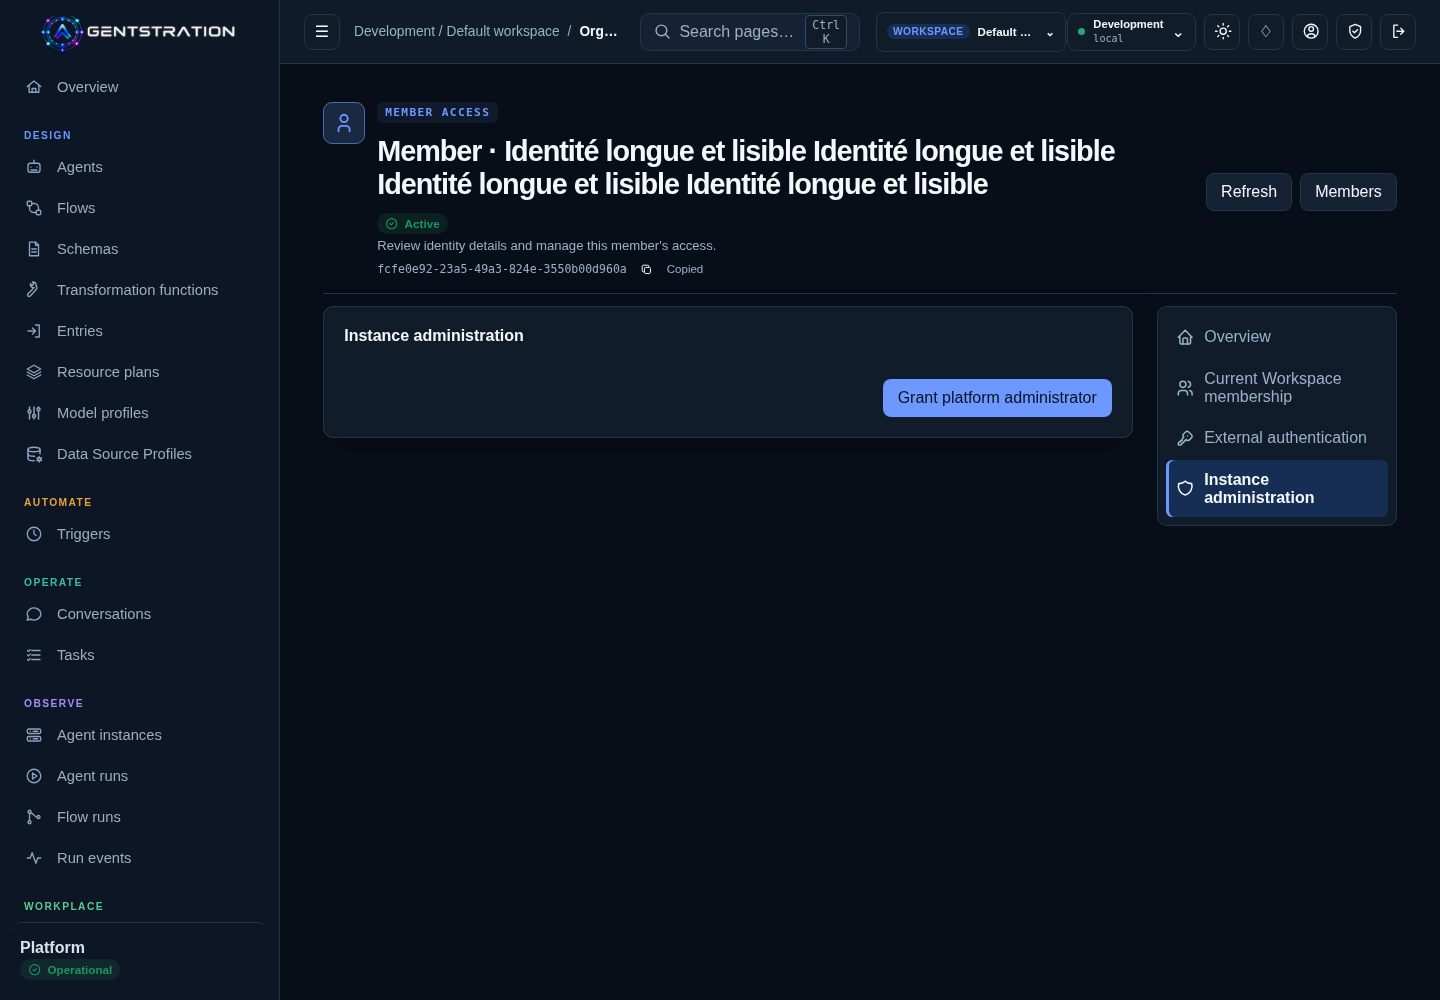 GENTSTRATION
Overview
DESIGN
Agents
Flows
Schemas
Transformation functions
Entries
Resource plans
Model profiles
Data Source Profiles
AUTOMATE
Triggers
OPERATE
Conversations
Tasks
OBSERVE
Agent instances
Agent runs
Flow runs
Run events
WORKPLACE
Platform
Operational
Development / Default workspace / Org…
Search pages…
Ctrl
K
WORKSPACE Default …
Development
local
MEMBER ACCESS
Member · Identité longue et lisible Identité longue et lisible
Identité longue et lisible Identité longue et lisible
Active
Review identity details and manage this member's access.
fcfe0e92-23a5-49a3-824e-3550b00d960a Copied
Refresh
Members
Instance administration
Grant platform administrator
Overview
Current Workspace
membership
External authentication
Instance
administration